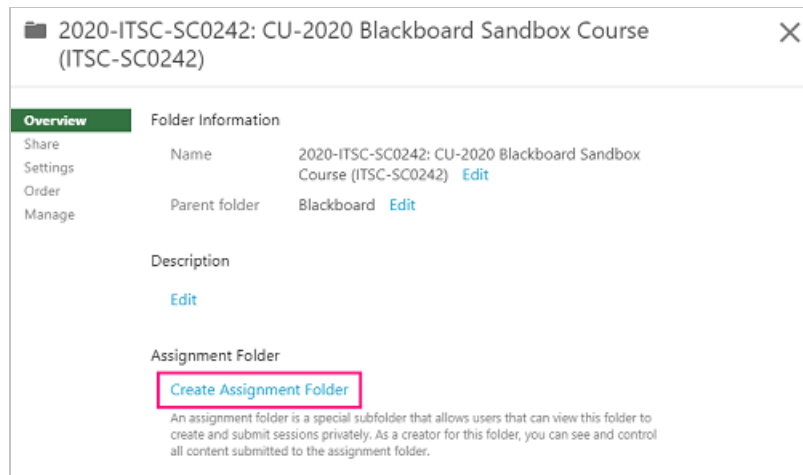 2020-ITSC-SC0242: CU-2020 Blackboard Sandbox Course
(ITSC-SC0242)
Overview
Share
Settings
Order
Manage
Folder Information
Name 2020-ITSC-SC0242: CU-2020 Blackboard Sandbox
Course (ITSC-SC0242) Edit
Parent folder Blackboard Edit
Description
Edit
Assignment Folder
Create Assignment Folder
An assignment folder is a special subfolder that allows users that can view this folder to
create and submit sessions privately. As a creator for this folder, you can see and control
all content submitted to the assignment folder.